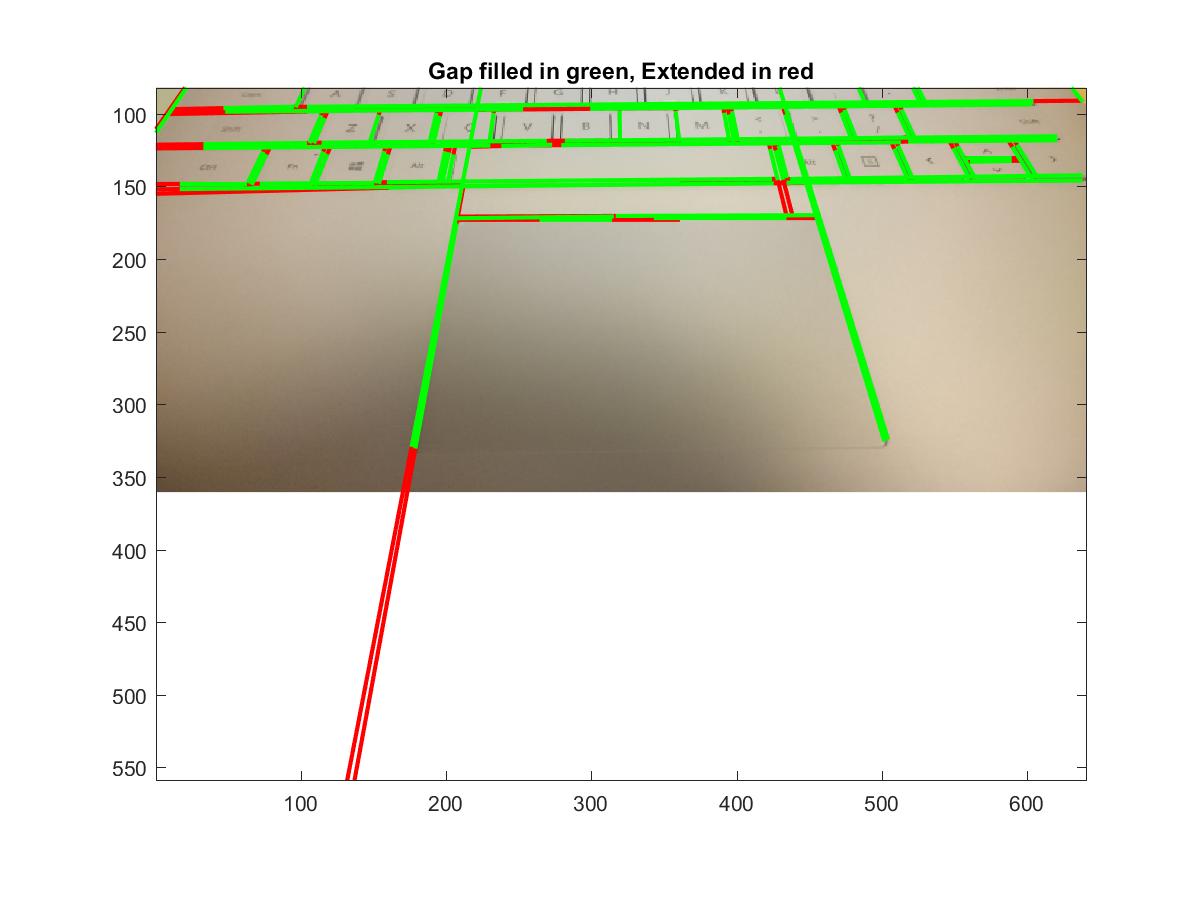 Gap filled in green, Extended in red
100
A S D F G H J K
Shift Z X C V B N M
150
Ctrl Fn Alt Alt
200
250
300
350
400
450
500
550
100 200 300 400 500 600